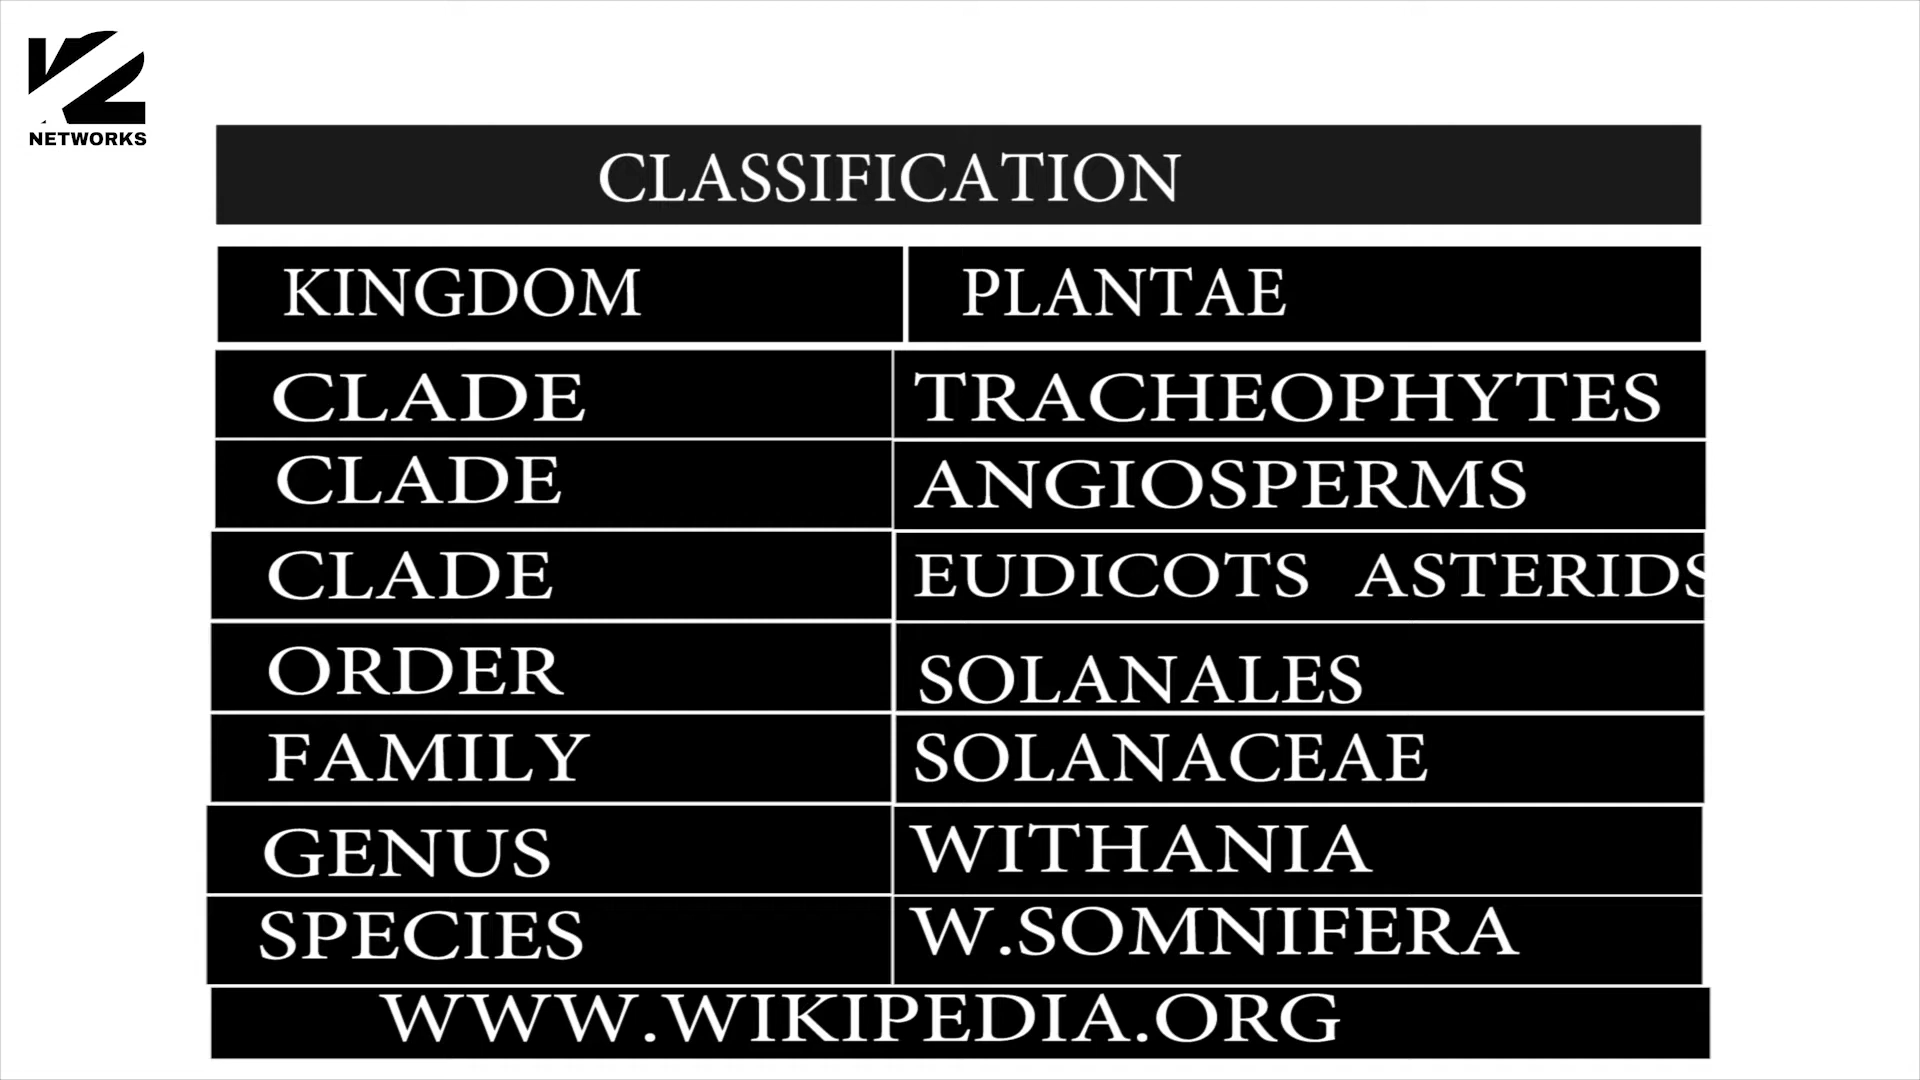 V2
NETWORKS
CLASSIFICATION
KINGDOM PLANTAE
CLADE TRACHEOPHYTES
CLADE ANGIOSPERMS
CLADE EUDICOTS ASTERIDS
ORDER SOLANALES
FAMILY SOLANACEAE
GENUS WITHANIA
SPECIES W.SOMNIFERA
WWW.WIKIPEDIA.ORG